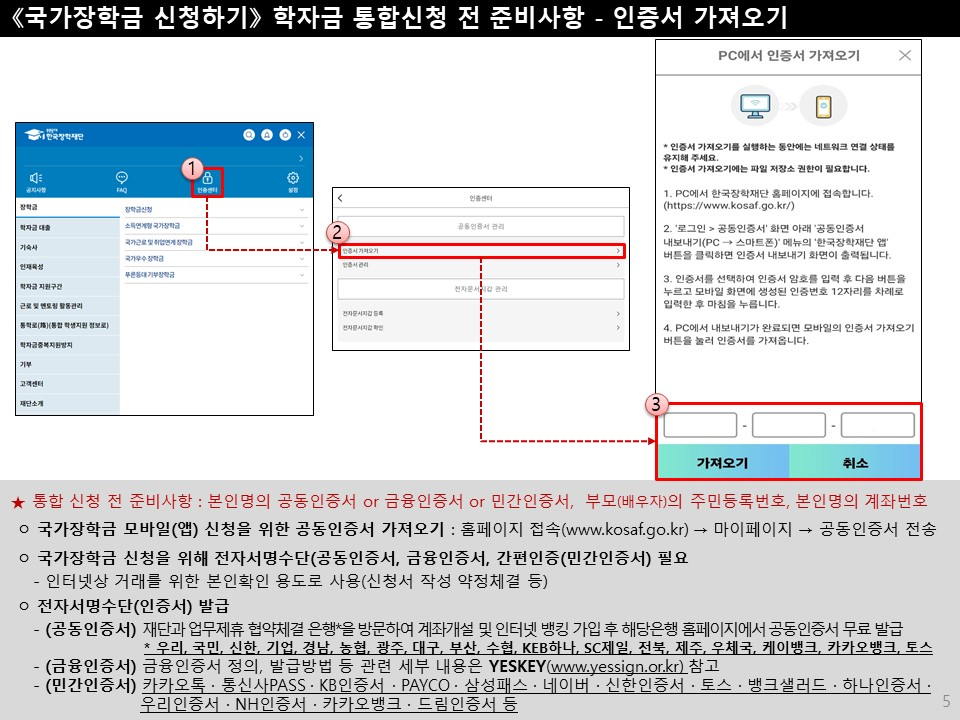 《국가장학금 신청하기》 학자금 통합신청 전 준비사항 - 인증서 가져오기
한국장학재단
공지사항
FAQ
1
인증센터
설정
장학금
학자금 대출
기숙사
인재육성
학자금 지원구간
근로 및 멘토링 활동관리
통학로(路)(통합 학생지원 정보로)
학자금중복지원방지
기부
고객센터
재단소개
장학금신청
소득연계형 국가장학금
국가근로 및 취업연계 장학금
국가우수 장학금
푸른등대 기부장학금
인증센터
공동인증서 관리
2
인증서 가져오기
인증서 관리
전자문서지갑 관리
전자문서지갑 등록
전자문서지갑 확인
PC에서 인증서 가져오기
* 인증서 가져오기를 실행하는 동안에는 네트워크 연결 상태를
유지해 주세요.
* 인증서 가져오기에는 파일 저장소 권한이 필요합니다.
1. PC에서 한국장학재단 홈페이지에 접속합니다.
(https://www.kosaf.go.kr/)
2. '로그인 > 공동인증서' 화면 아래 '공동인증서
내보내기(PC → 스마트폰)' 메뉴의 '한국장학재단 앱'
버튼을 클릭하면 인증서 내보내기 화면이 출력됩니다.
3. 인증서를 선택하여 인증서 암호를 입력 후 다음 버튼을
누르고 모바일 화면에 생성된 인증번호 12자리를 차례로
입력한 후 마침을 누릅니다.
4. PC에서 내보내기가 완료되면 모바일의 인증서 가져오기
버튼을 눌러 인증서를 가져옵니다.
3
- -
가져오기 취소
★ 통합 신청 전 준비사항 : 본인명의 공동인증서 or 금융인증서 or 민간인증서, 부모(배우자)의 주민등록번호, 본인명의 계좌번호
ㅇ 국가장학금 모바일(앱) 신청을 위한 공동인증서 가져오기 : 홈페이지 접속(www.kosaf.go.kr) → 마이페이지 → 공동인증서 전송
ㅇ 국가장학금 신청을 위해 전자서명수단(공동인증서, 금융인증서, 간편인증(민간인증서) 필요
- 인터넷상 거래를 위한 본인확인 용도로 사용(신청서 작성 약정체결 등)
ㅇ 전자서명수단(인증서) 발급
- (공동인증서) 재단과 업무제휴 협약체결 은행*을 방문하여 계좌개설 및 인터넷 뱅킹 가입 후 해당은행 홈페이지에서 공동인증서 무료 발급
* 우리, 국민, 신한, 기업, 경남, 농협, 광주, 대구, 부산, 수협, KEB하나, SC제일, 전북, 제주, 우체국, 케이뱅크, 카카오뱅크, 토스
- (금융인증서) 금융인증서 정의, 발급방법 등 관련 세부 내용은 YESKEY(www.yessign.or.kr) 참고
- (민간인증서) 카카오톡 · 통신사PASS · KB인증서 · PAYCO · 삼성패스 · 네이버 · 신한인증서 · 토스 · 뱅크샐러드 · 하나인증서 ·
우리인증서 · NH인증서 · 카카오뱅크 · 드림인증서 등
5